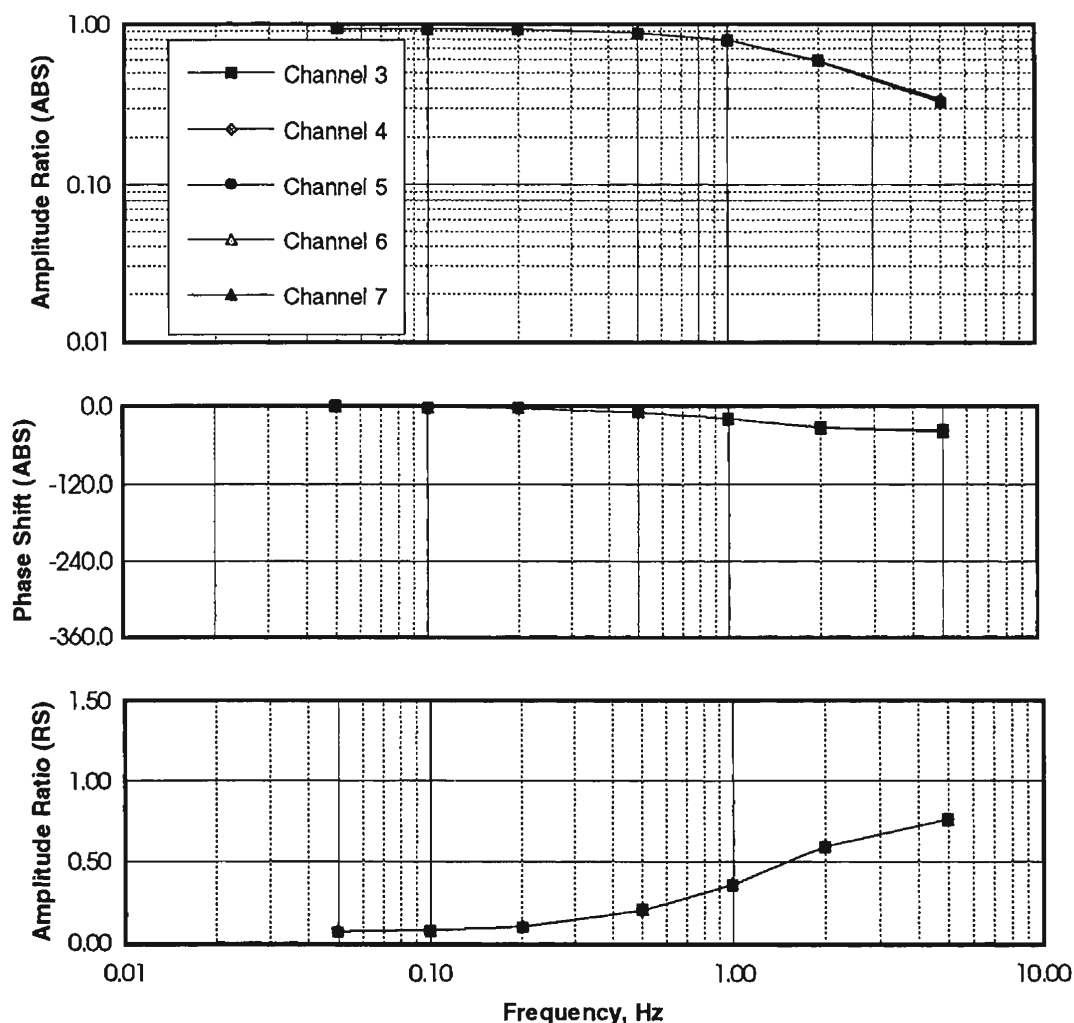 Amplitude Ratio (ABS)
1.00
0.10
0.01
Channel 3
Channel 4
Channel 5
Channel 6
Channel 7
Phase Shift (ABS)
0.0
-120.0
-240.0
-360.0
Amplitude Ratio (RS)
1.50
1.00
0.50
0.00
0.01
0.10
1.00
10.00
Frequency, Hz